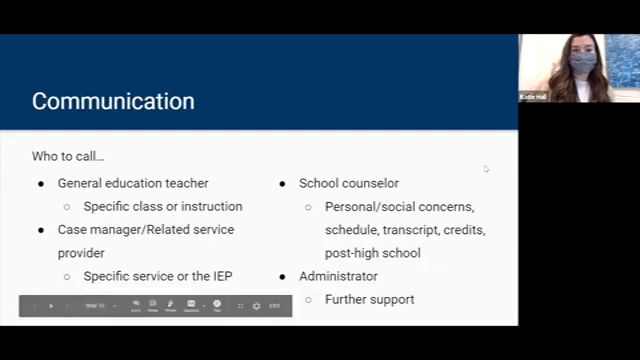 Communication
Katie Hall
Who to call...
● General education teacher
○ Specific class or instruction
● Case manager/Related service
provider
○ Specific service or the IEP
● School counselor
○ Personal/social concerns,
schedule, transcript, credits,
post-high school
● Administrator
○ Further support